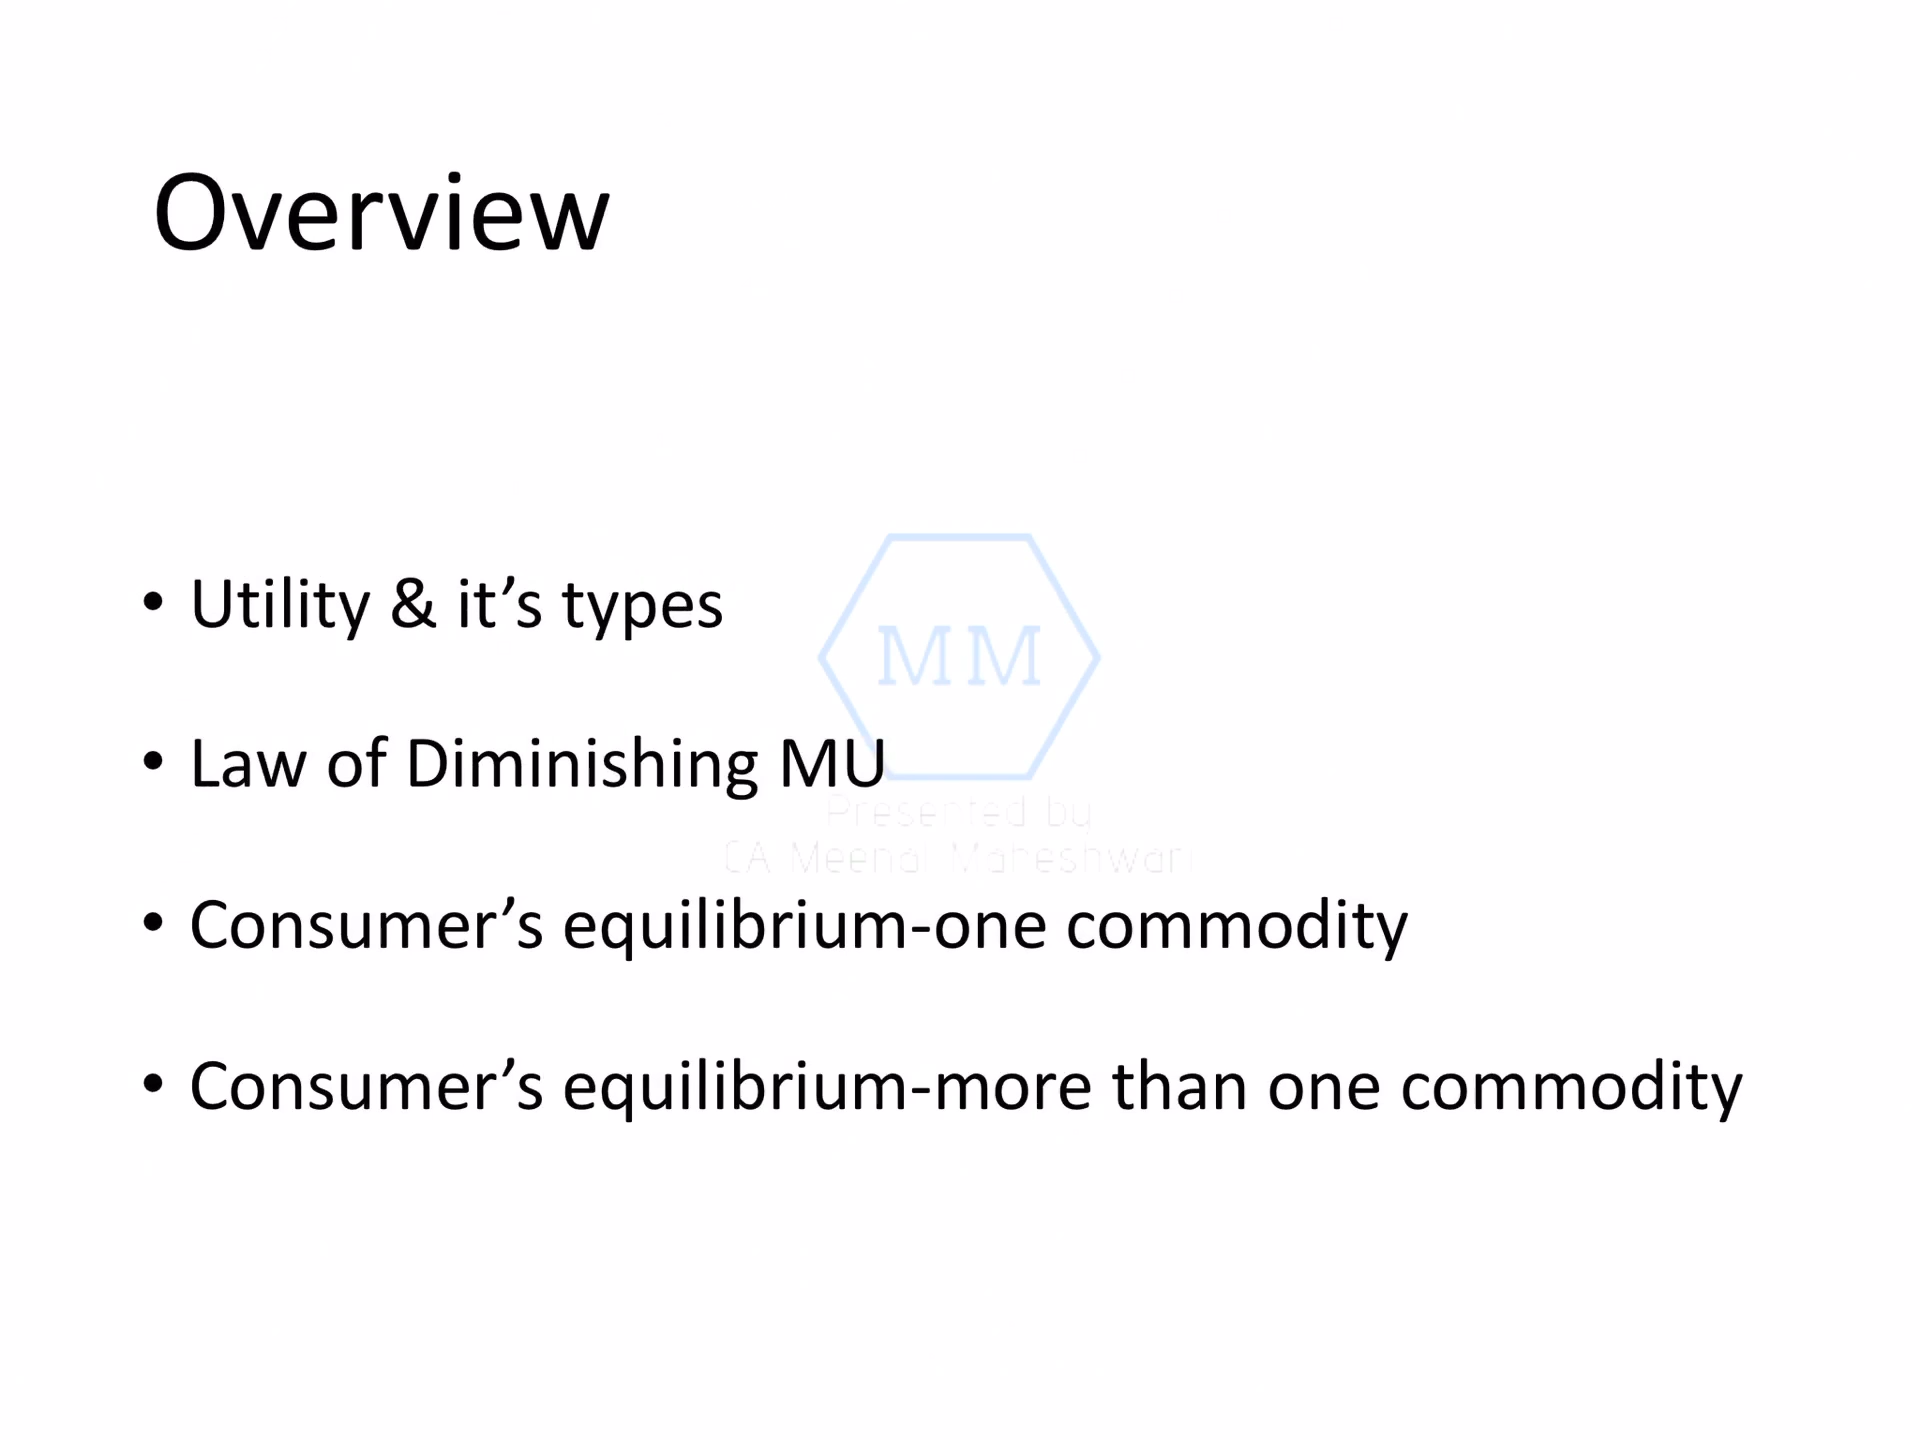 Overview
• Utility & it’s types
MM
• Law of Diminishing MU
Presented by
CA Meenal Maheshwari
• Consumer’s equilibrium-one commodity
• Consumer’s equilibrium-more than one commodity